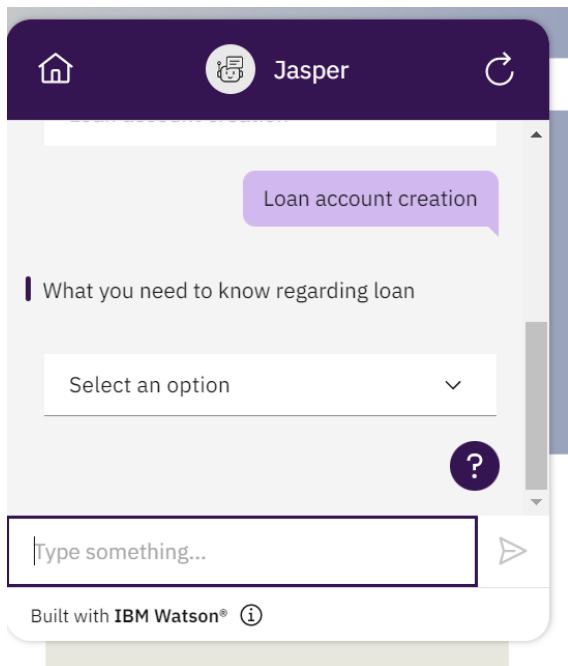 Jasper
Loan account creation
What you need to know regarding loan
Select an option
?
Type something...
Built with IBM Watson®